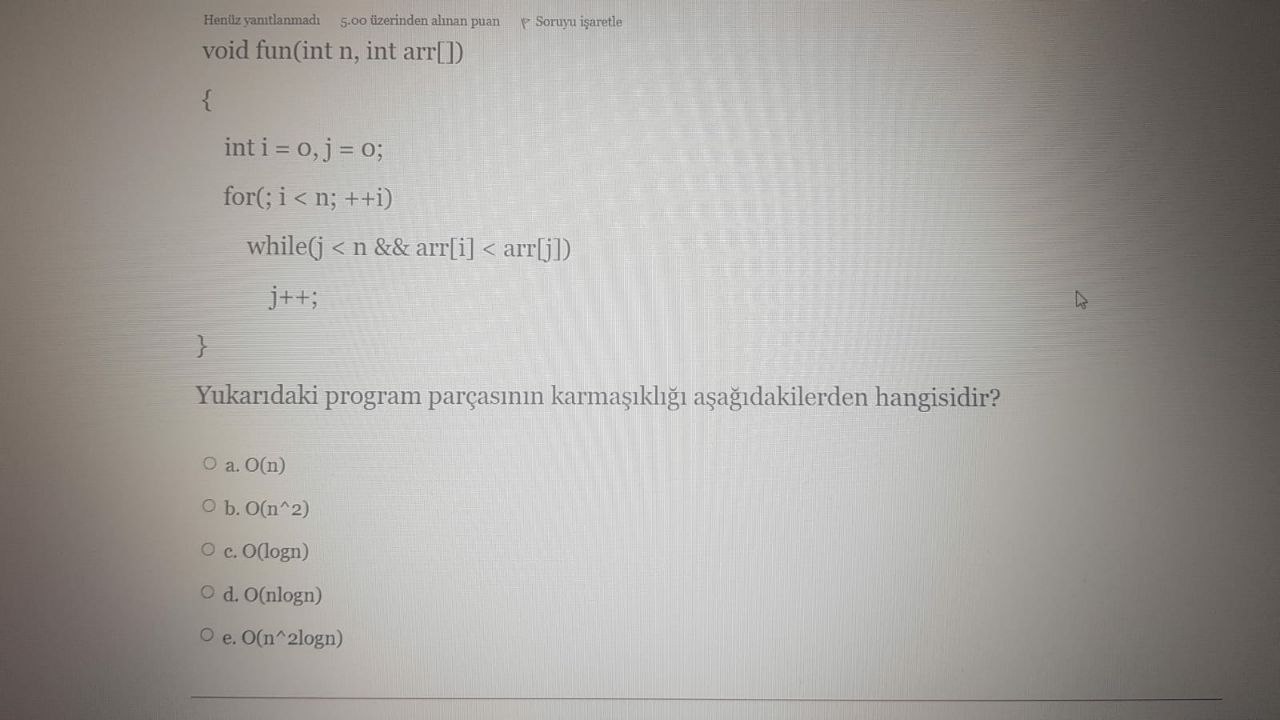 Henüz yanıtlanmadı 5.00 üzerinden alınan puan Soruyu işaretle
void fun(int n, int arr[])
{
int i = 0, j = 0;
for(; i < n; ++i)
while(j < n && arr[i] < arr[j])
j++;
}
Yukarıdaki program parçasının karmaşıklığı aşağıdakilerden hangisidir?
a. O(n)
b. O(n^2)
c. O(logn)
d. O(nlogn)
e. O(n^2logn)